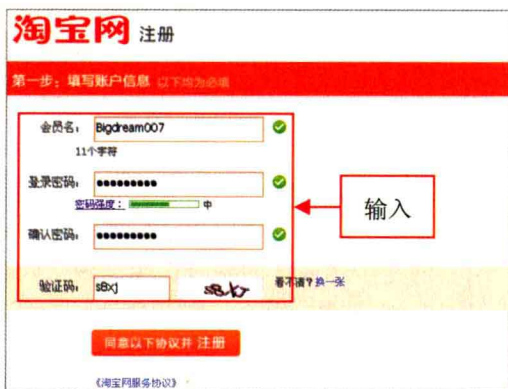 淘宝网 注册
第一步：填写账户信息 以下均为必填
会员名： Bigdream007
11个字符
登录密码： ●●●●●●●●●
密码强度： 中
确认密码： ●●●●●●●●●
输入
验证码： s8xj s8xj 看不清？换一张
同意以下协议并 注册
《淘宝网服务协议》